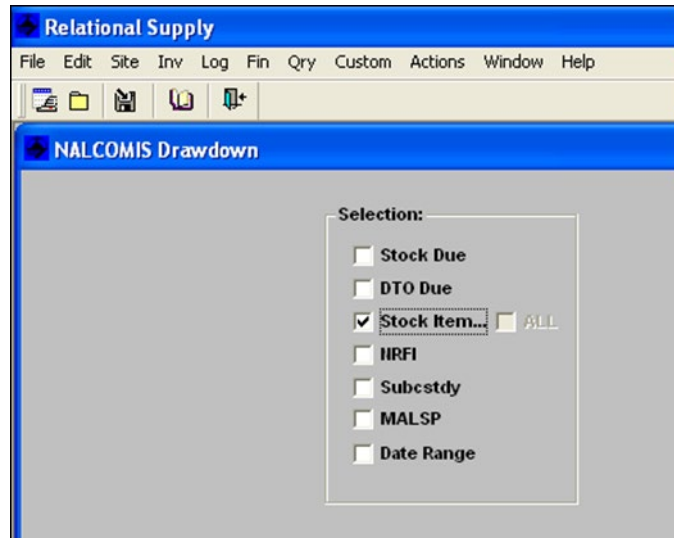 Relational Supply
File Edit Site Inv Log Fin Qry Custom Actions Window Help
NALCOMIS Drawdown
Selection:
Stock Due
DTO Due
Stock Item... ALL
NRFI
Subcstdy
MALSP
Date Range